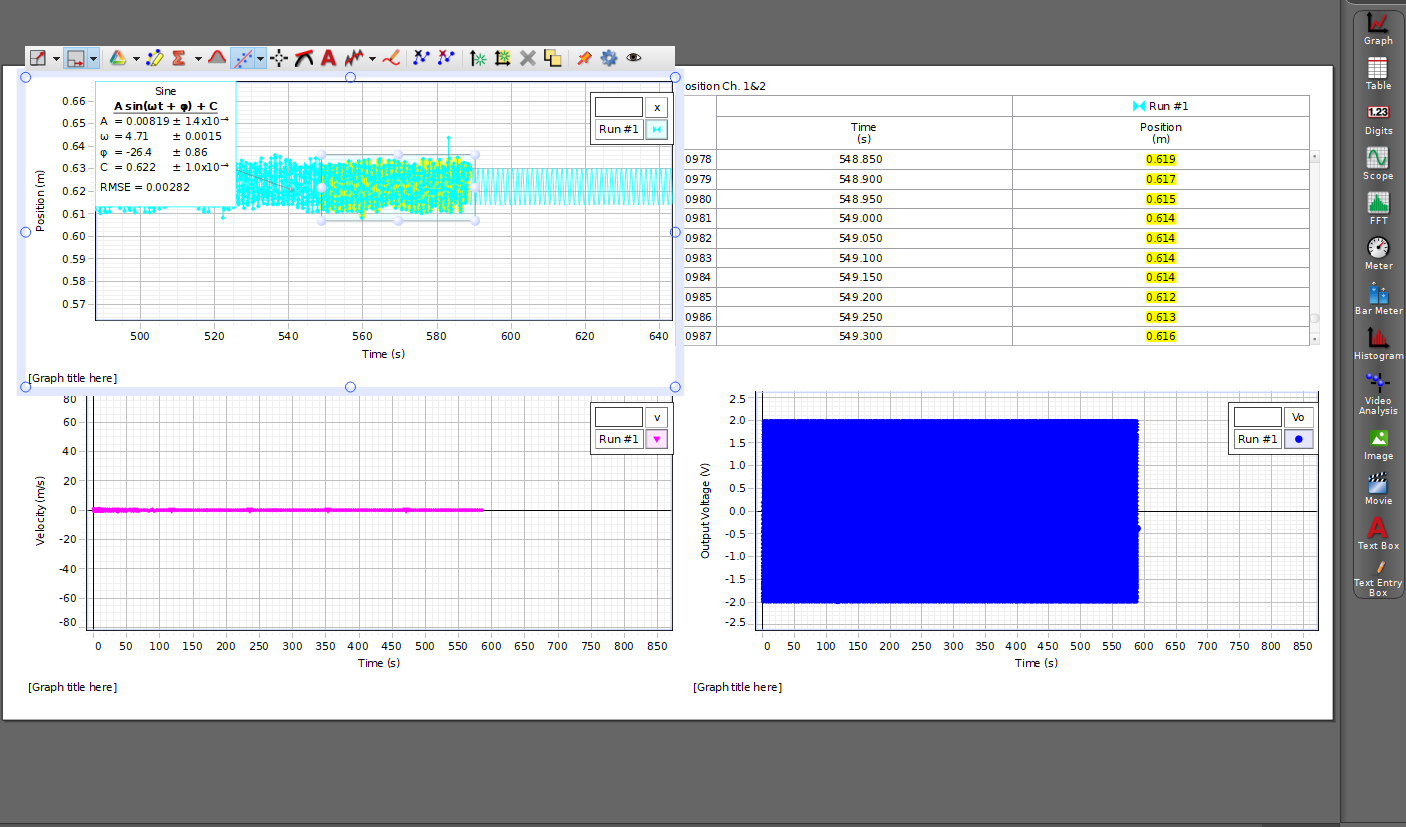 Sine
A sin(ωt + φ) + C
A = 0.00819 ± 1.4x10→
ω = 4.71 ± 0.0015
φ = -26.4 ± 0.86
C = 0.622 ± 1.0x10→
RMSE = 0.00282
0.66
0.65
0.64
0.63
0.62
0.61
0.60
0.59
0.58
0.57
Position (m)
x
Run #1
500 520 540 560 580 600 620 640
Time (s)
[Graph title here]
osition Ch. 1&2
Run #1
Time
(s)
Position
(m)
0978 548.850 0.619
0979 548.900 0.617
0980 548.950 0.615
0981 549.000 0.614
0982 549.050 0.614
0983 549.100 0.614
0984 549.150 0.614
0985 549.200 0.612
0986 549.250 0.613
0987 549.300 0.616
80
60
40
20
0
-20
-40
-60
-80
Velocity (m/s)
v
Run #1
0 50 100 150 200 250 300 350 400 450 500 550 600 650 700 750 800 850
Time (s)
[Graph title here]
2.5
2.0
1.5
1.0
0.5
0.0
-0.5
-1.0
-1.5
-2.0
-2.5
Output Voltage (V)
Vo
Run #1
0 50 100 150 200 250 300 350 400 450 500 550 600 650 700 750 800 850
Time (s)
[Graph title here]
Graph
Table
1.23
Digits
Scope
FFT
Meter
Bar Meter
Histogram
Video
Analysis
Image
Movie
A
Text Box
Text Entry
Box